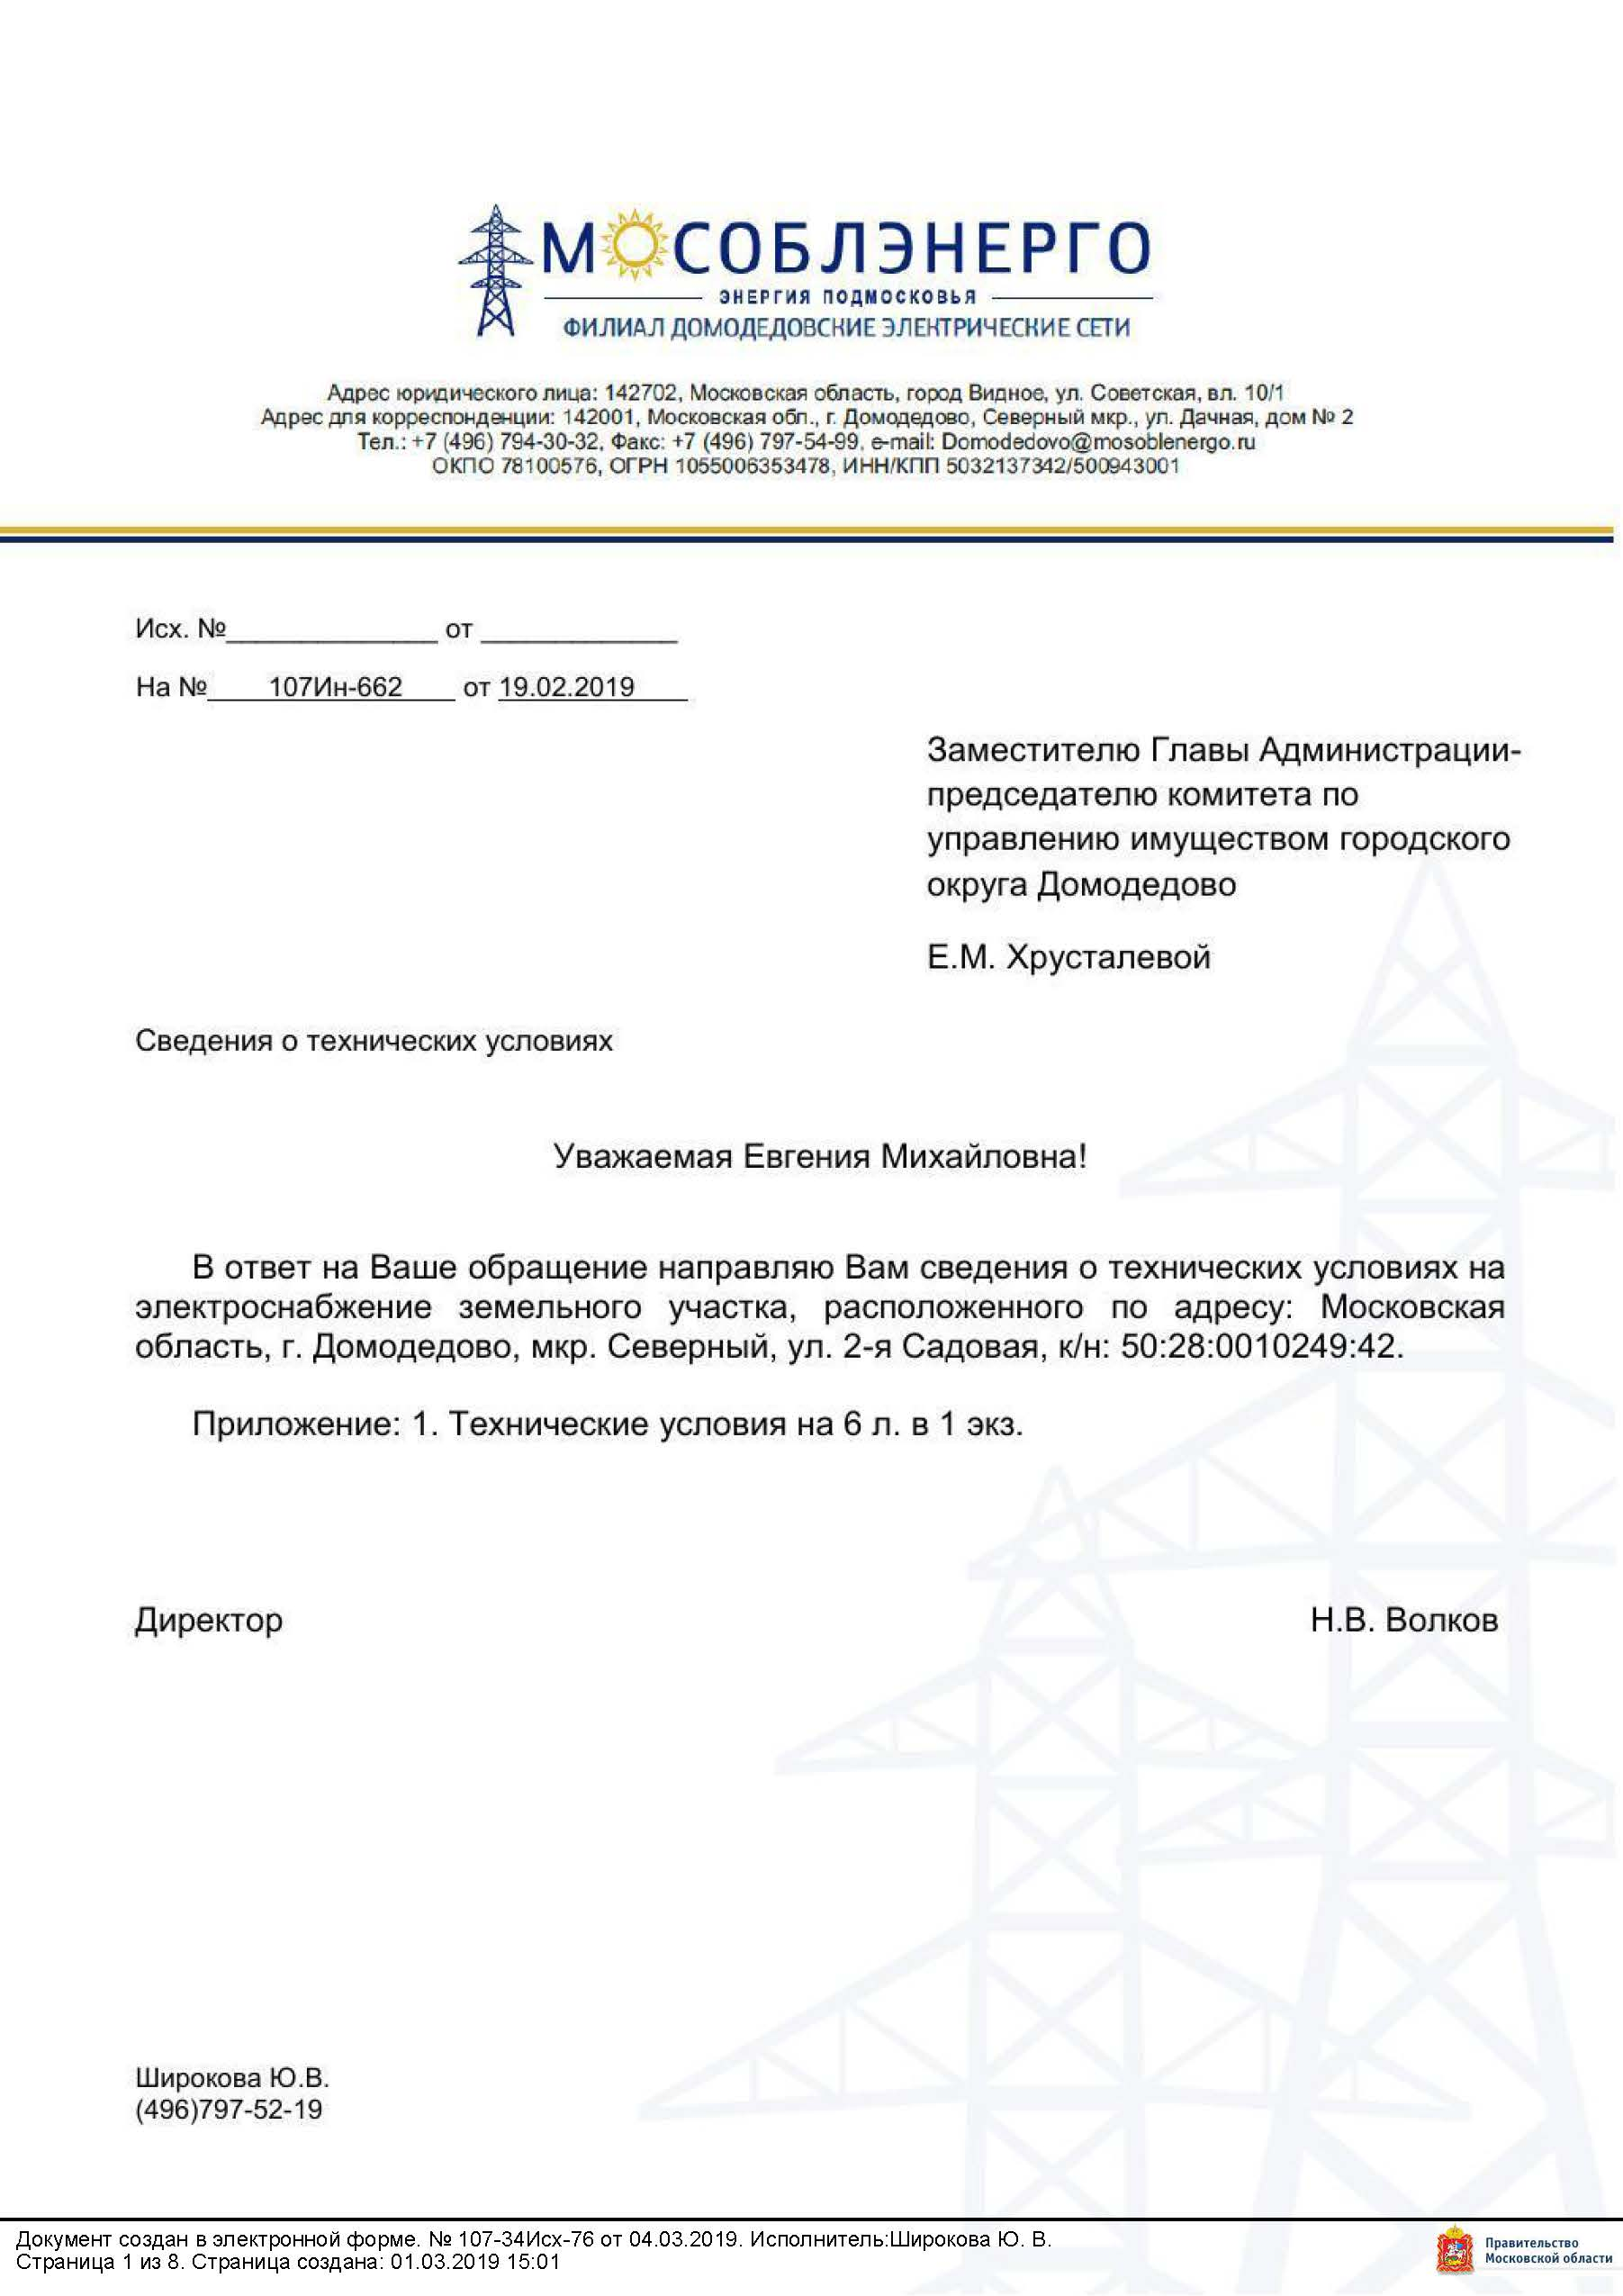 МОСОБЛЭНЕРГО
ЭНЕРГИЯ ПОДМОСКОВЬЯ
ФИЛИАЛ ДОМОДЕДОВСКИЕ ЭЛЕКТРИЧЕСКИЕ СЕТИ
Адрес юридического лица: 142702, Московская область, город Видное, ул. Советская, вл. 10/1
Адрес для корреспонденции: 142001, Московская обл., г. Домодедово, Северный мкр., ул. Дачная, дом № 2
Тел.: +7 (496) 794-30-32, Факс: +7 (496) 797-54-99, e-mail: Domodedovo@mosoblenergo.ru
ОКПО 78100576, ОГРН 1055006353478, ИНН/КПП 5032137342/500943001
Исх. №______________ от _____________
На №____107Ин-662____ от 19.02.2019____
Заместителю Главы Администрации-
председателю комитета по
управлению имуществом городского
округа Домодедово
Е.М. Хрусталевой
Сведения о технических условиях
Уважаемая Евгения Михайловна!
В ответ на Ваше обращение направляю Вам сведения о технических условиях на
электроснабжение земельного участка, расположенного по адресу: Московская
область, г. Домодедово, мкр. Северный, ул. 2-я Садовая, к/н: 50:28:0010249:42.
Приложение: 1. Технические условия на 6 л. в 1 экз.
Директор Н.В. Волков
Широкова Ю.В.
(496)797-52-19
Документ создан в электронной форме. № 107-34Исх-76 от 04.03.2019. Исполнитель:Широкова Ю. В.
Страница 1 из 8. Страница создана: 01.03.2019 15:01
Правительство
Московской области